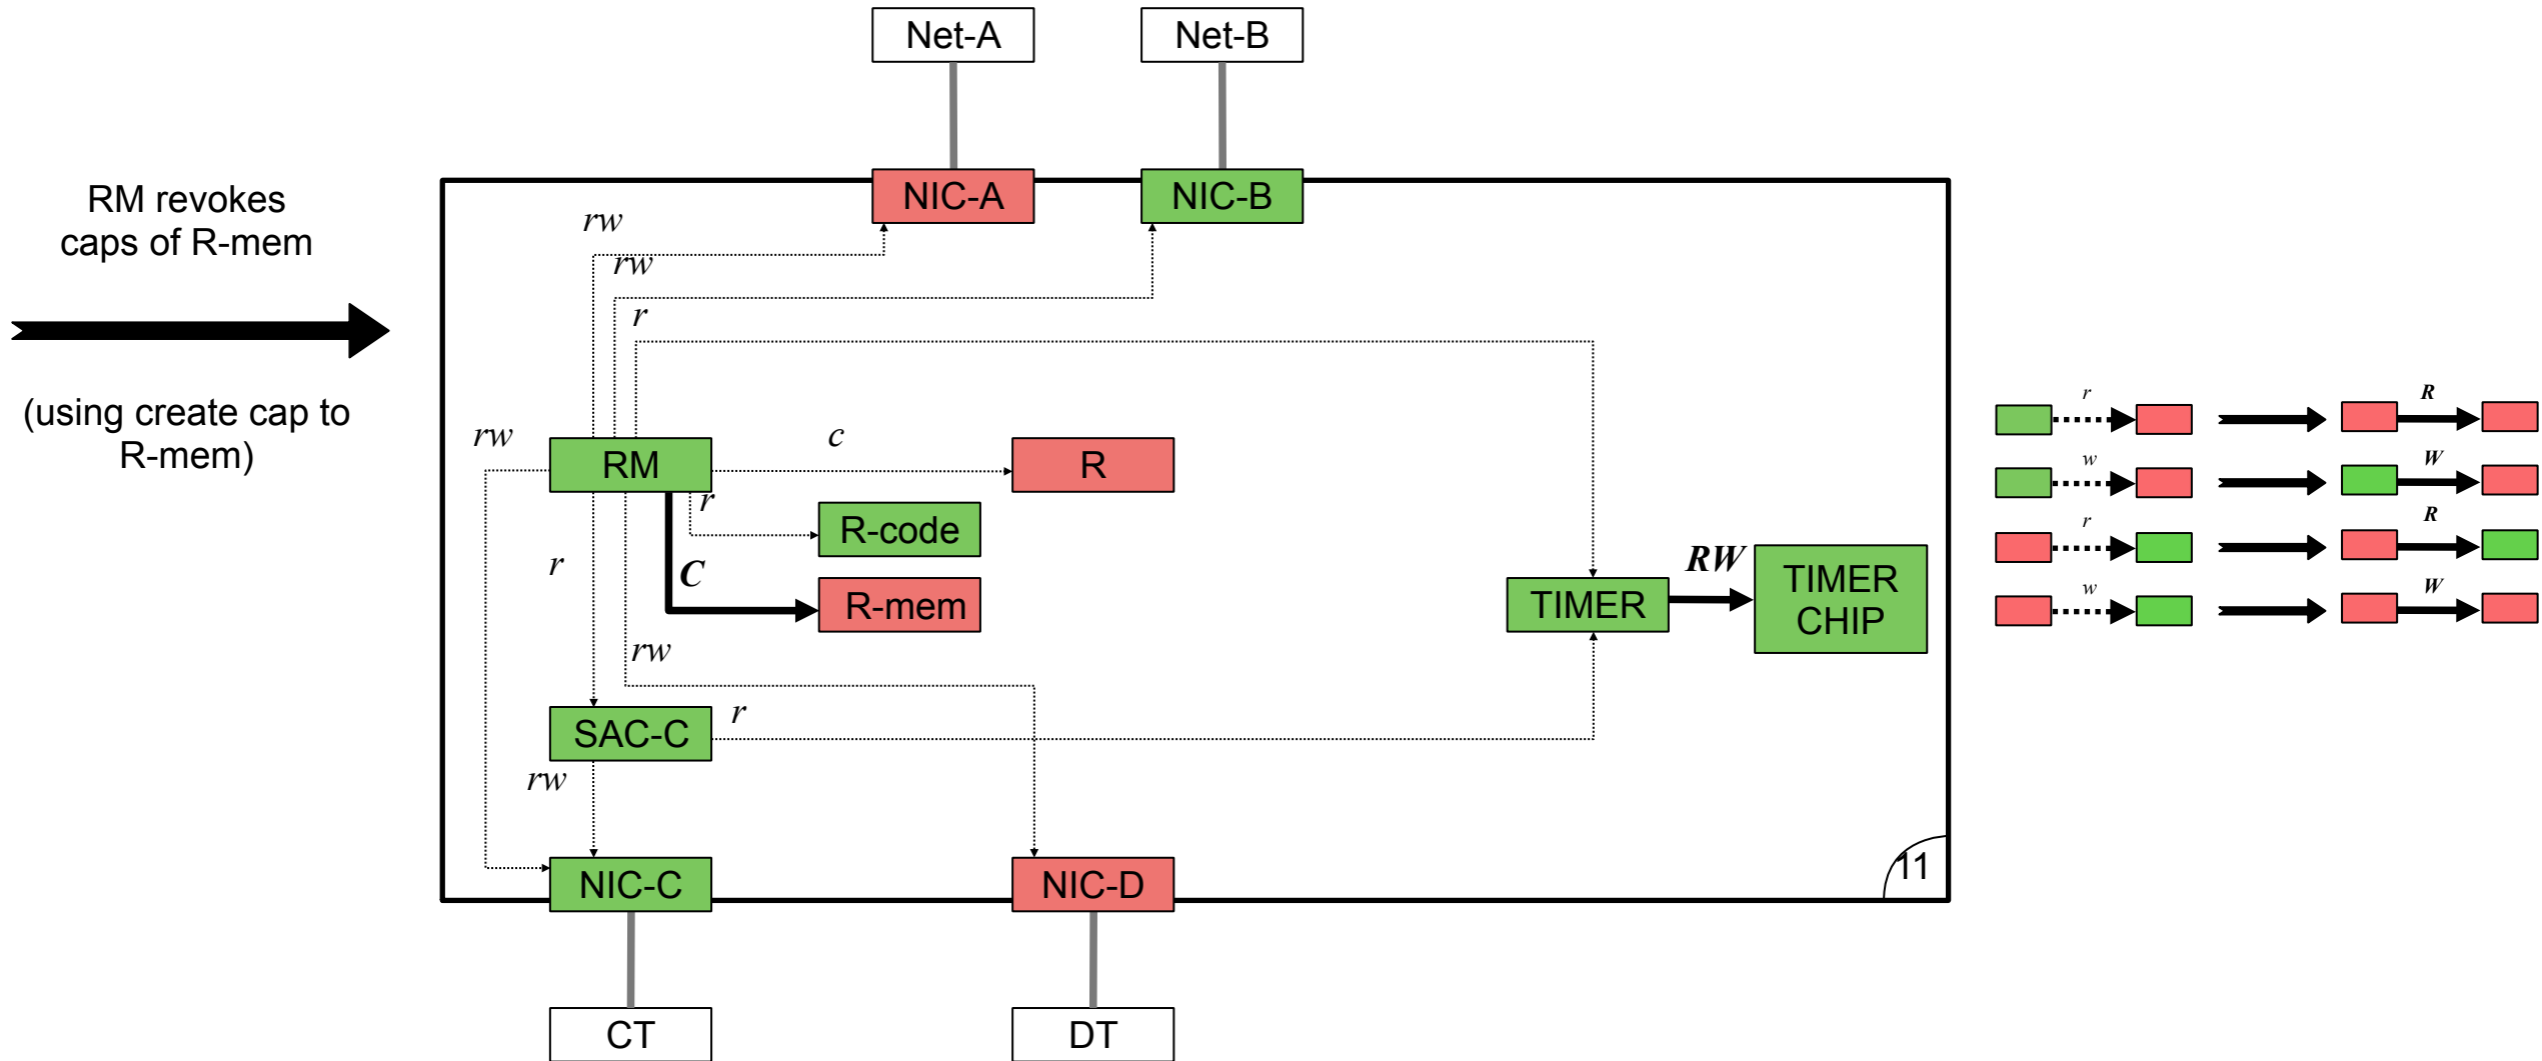 Net-A
Net-B
RM revokes
caps of R-mem
(using create cap to
R-mem)
NIC-A
NIC-B
rw
rw
r
rw
RM
c
R
r
R-code
r
C
R-mem
rw
TIMER
RW
TIMER
CHIP
SAC-C
r
rw
NIC-C
NIC-D
11
CT
DT
r
R
w
W
r
R
w
W